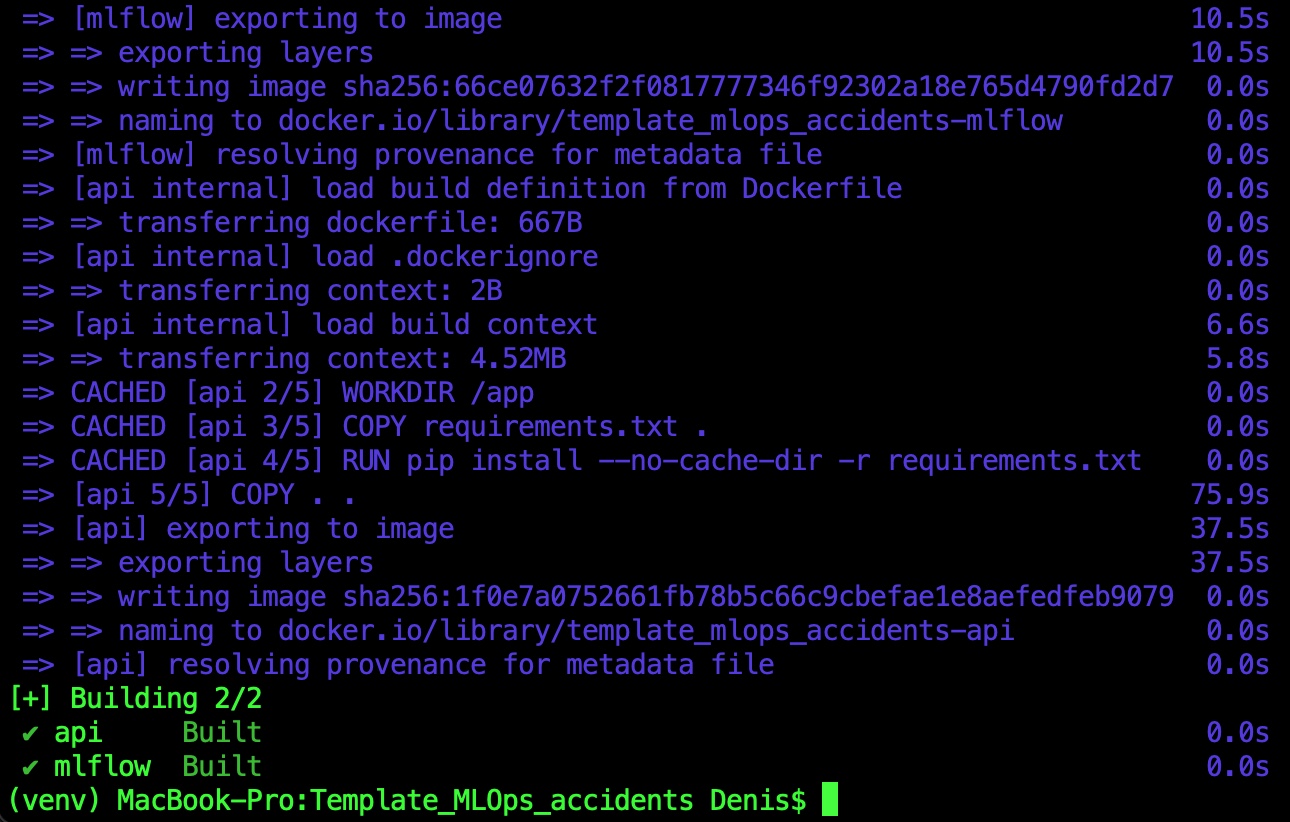 => [mlflow] exporting to image 10.5s
=> => exporting layers 10.5s
=> => writing image sha256:66ce07632f2f0817777346f92302a18e765d4790fd2d7 0.0s
=> => naming to docker.io/library/template_mlops_accidents-mlflow 0.0s
=> [mlflow] resolving provenance for metadata file 0.0s
=> [api internal] load build definition from Dockerfile 0.0s
=> => transferring dockerfile: 667B 0.0s
=> [api internal] load .dockerignore 0.0s
=> => transferring context: 2B 0.0s
=> [api internal] load build context 6.6s
=> => transferring context: 4.52MB 5.8s
=> CACHED [api 2/5] WORKDIR /app 0.0s
=> CACHED [api 3/5] COPY requirements.txt . 0.0s
=> CACHED [api 4/5] RUN pip install --no-cache-dir -r requirements.txt 0.0s
=> [api 5/5] COPY . . 75.9s
=> [api] exporting to image 37.5s
=> => exporting layers 37.5s
=> => writing image sha256:1f0e7a0752661fb78b5c66c9cbefae1e8aefedfeb9079 0.0s
=> => naming to docker.io/library/template_mlops_accidents-api 0.0s
=> [api] resolving provenance for metadata file 0.0s
[+] Building 2/2
✔ api Built 0.0s
✔ mlflow Built 0.0s
(venv) MacBook-Pro:Template_MLOps_accidents Denis$